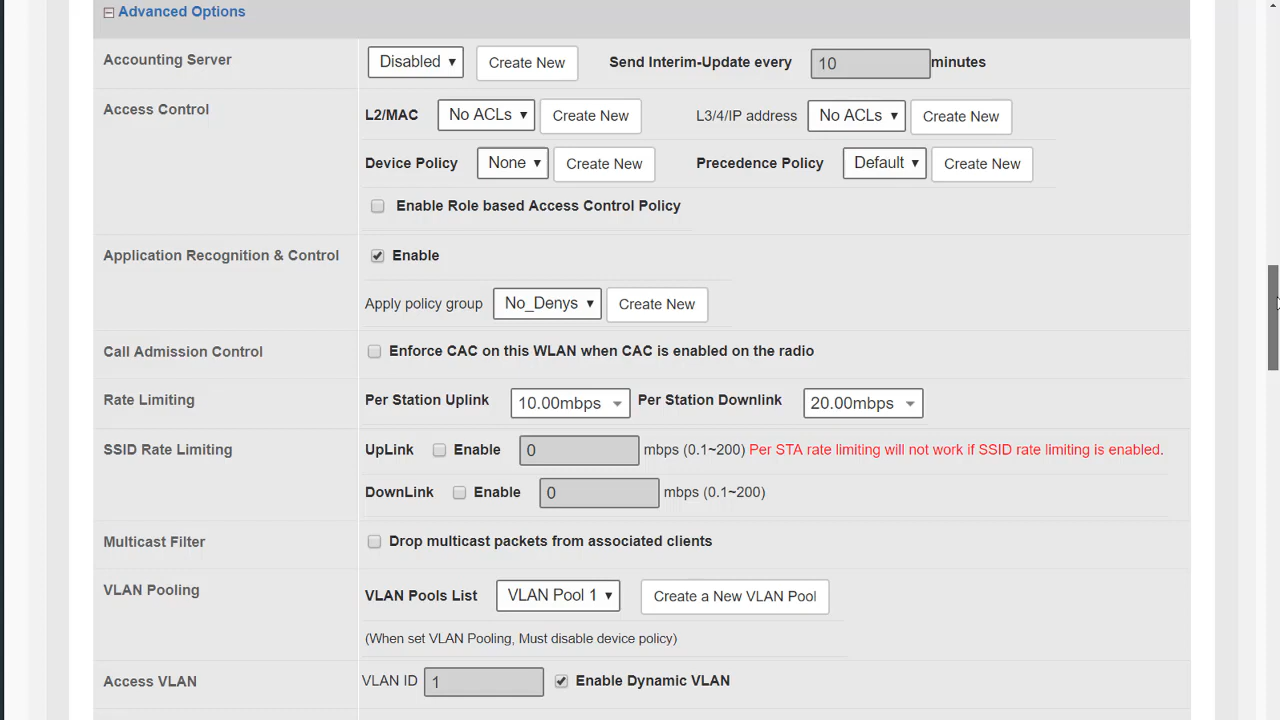 Advanced Options
Accounting Server Disabled Create New Send Interim-Update every 10 minutes
Access Control L2/MAC No ACLs Create New L3/4/IP address No ACLs Create New
Device Policy None Create New Precedence Policy Default Create New
Enable Role based Access Control Policy
Application Recognition & Control Enable
Apply policy group No_Denys Create New
Call Admission Control Enforce CAC on this WLAN when CAC is enabled on the radio
Rate Limiting Per Station Uplink 10.00mbps Per Station Downlink 20.00mbps
SSID Rate Limiting UpLink Enable 0 mbps (0.1~200) Per STA rate limiting will not work if SSID rate limiting is enabled.
DownLink Enable 0 mbps (0.1~200)
Multicast Filter Drop multicast packets from associated clients
VLAN Pooling VLAN Pools List VLAN Pool 1 Create a New VLAN Pool
(When set VLAN Pooling, Must disable device policy)
Access VLAN VLAN ID 1 Enable Dynamic VLAN